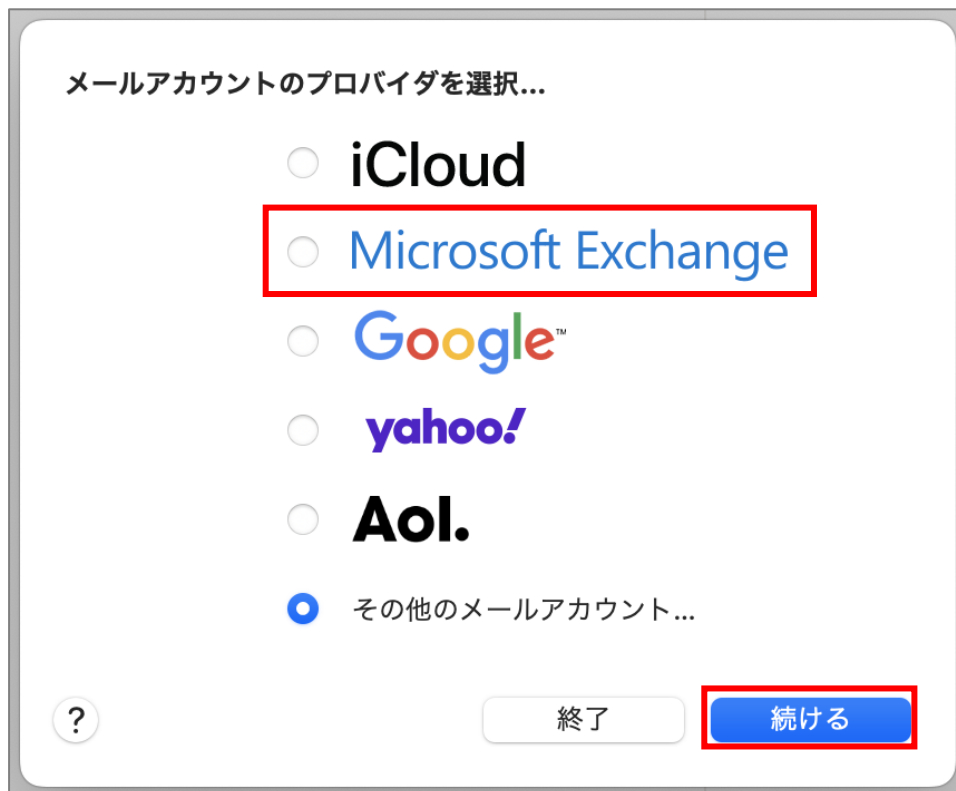 メールアカウントのプロバイダを選択...
iCloud
Microsoft Exchange
Google™
yahoo!
Aol.
その他のメールアカウント...
?
終了
続ける